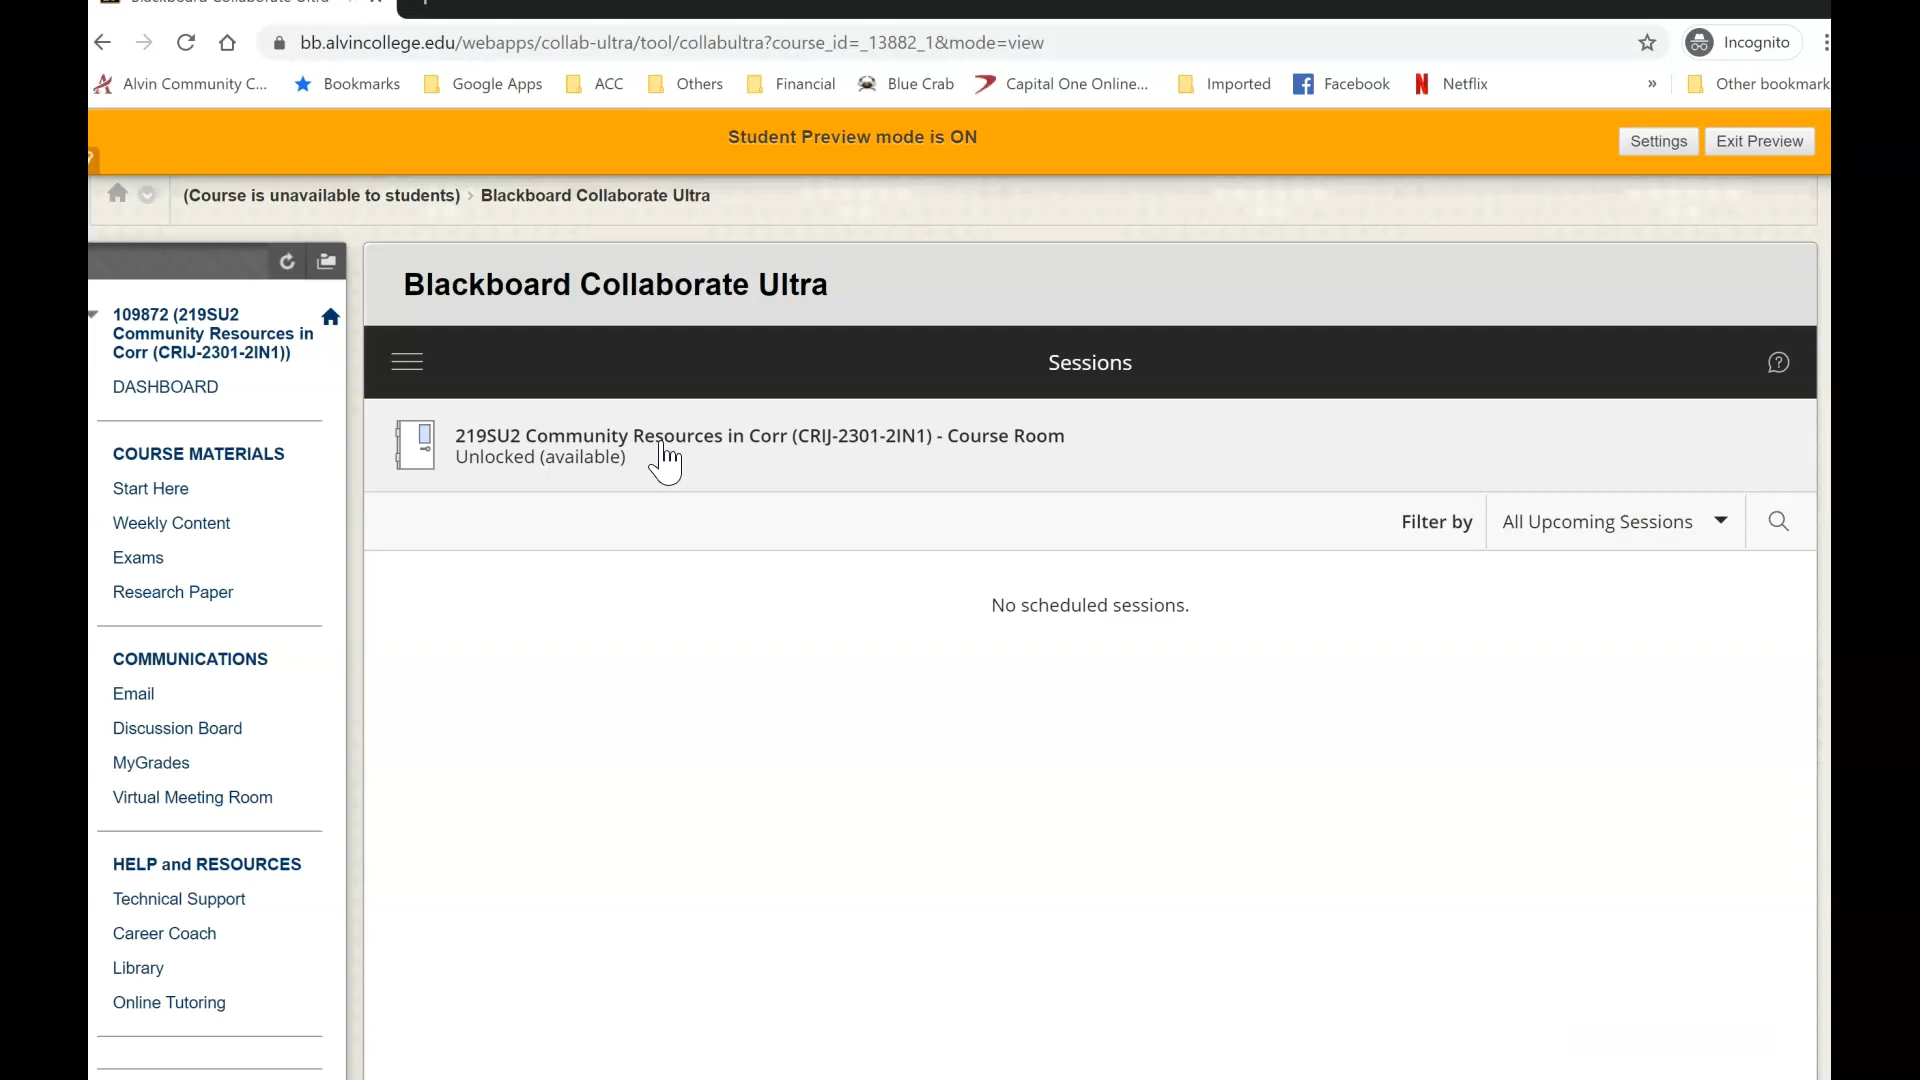 Blackboard Collaborate Ultra
bb.alvincollege.edu/webapps/collab-ultra/tool/collabultra?course_id=_13882_1&mode=view
Incognito
Alvin Community C...
Bookmarks
Google Apps
ACC
Others
Financial
Blue Crab
Capital One Online...
Imported
Facebook
Netflix
»
Other bookmark
Student Preview mode is ON
Settings
Exit Preview
(Course is unavailable to students) › Blackboard Collaborate Ultra
109872 (219SU2
Community Resources in
Corr (CRIJ-2301-2IN1))
DASHBOARD
COURSE MATERIALS
Start Here
Weekly Content
Exams
Research Paper
COMMUNICATIONS
Email
Discussion Board
MyGrades
Virtual Meeting Room
HELP and RESOURCES
Technical Support
Career Coach
Library
Online Tutoring
Blackboard Collaborate Ultra
Sessions
219SU2 Community Resources in Corr (CRIJ-2301-2IN1) - Course Room
Unlocked (available)
Filter by
All Upcoming Sessions
No scheduled sessions.